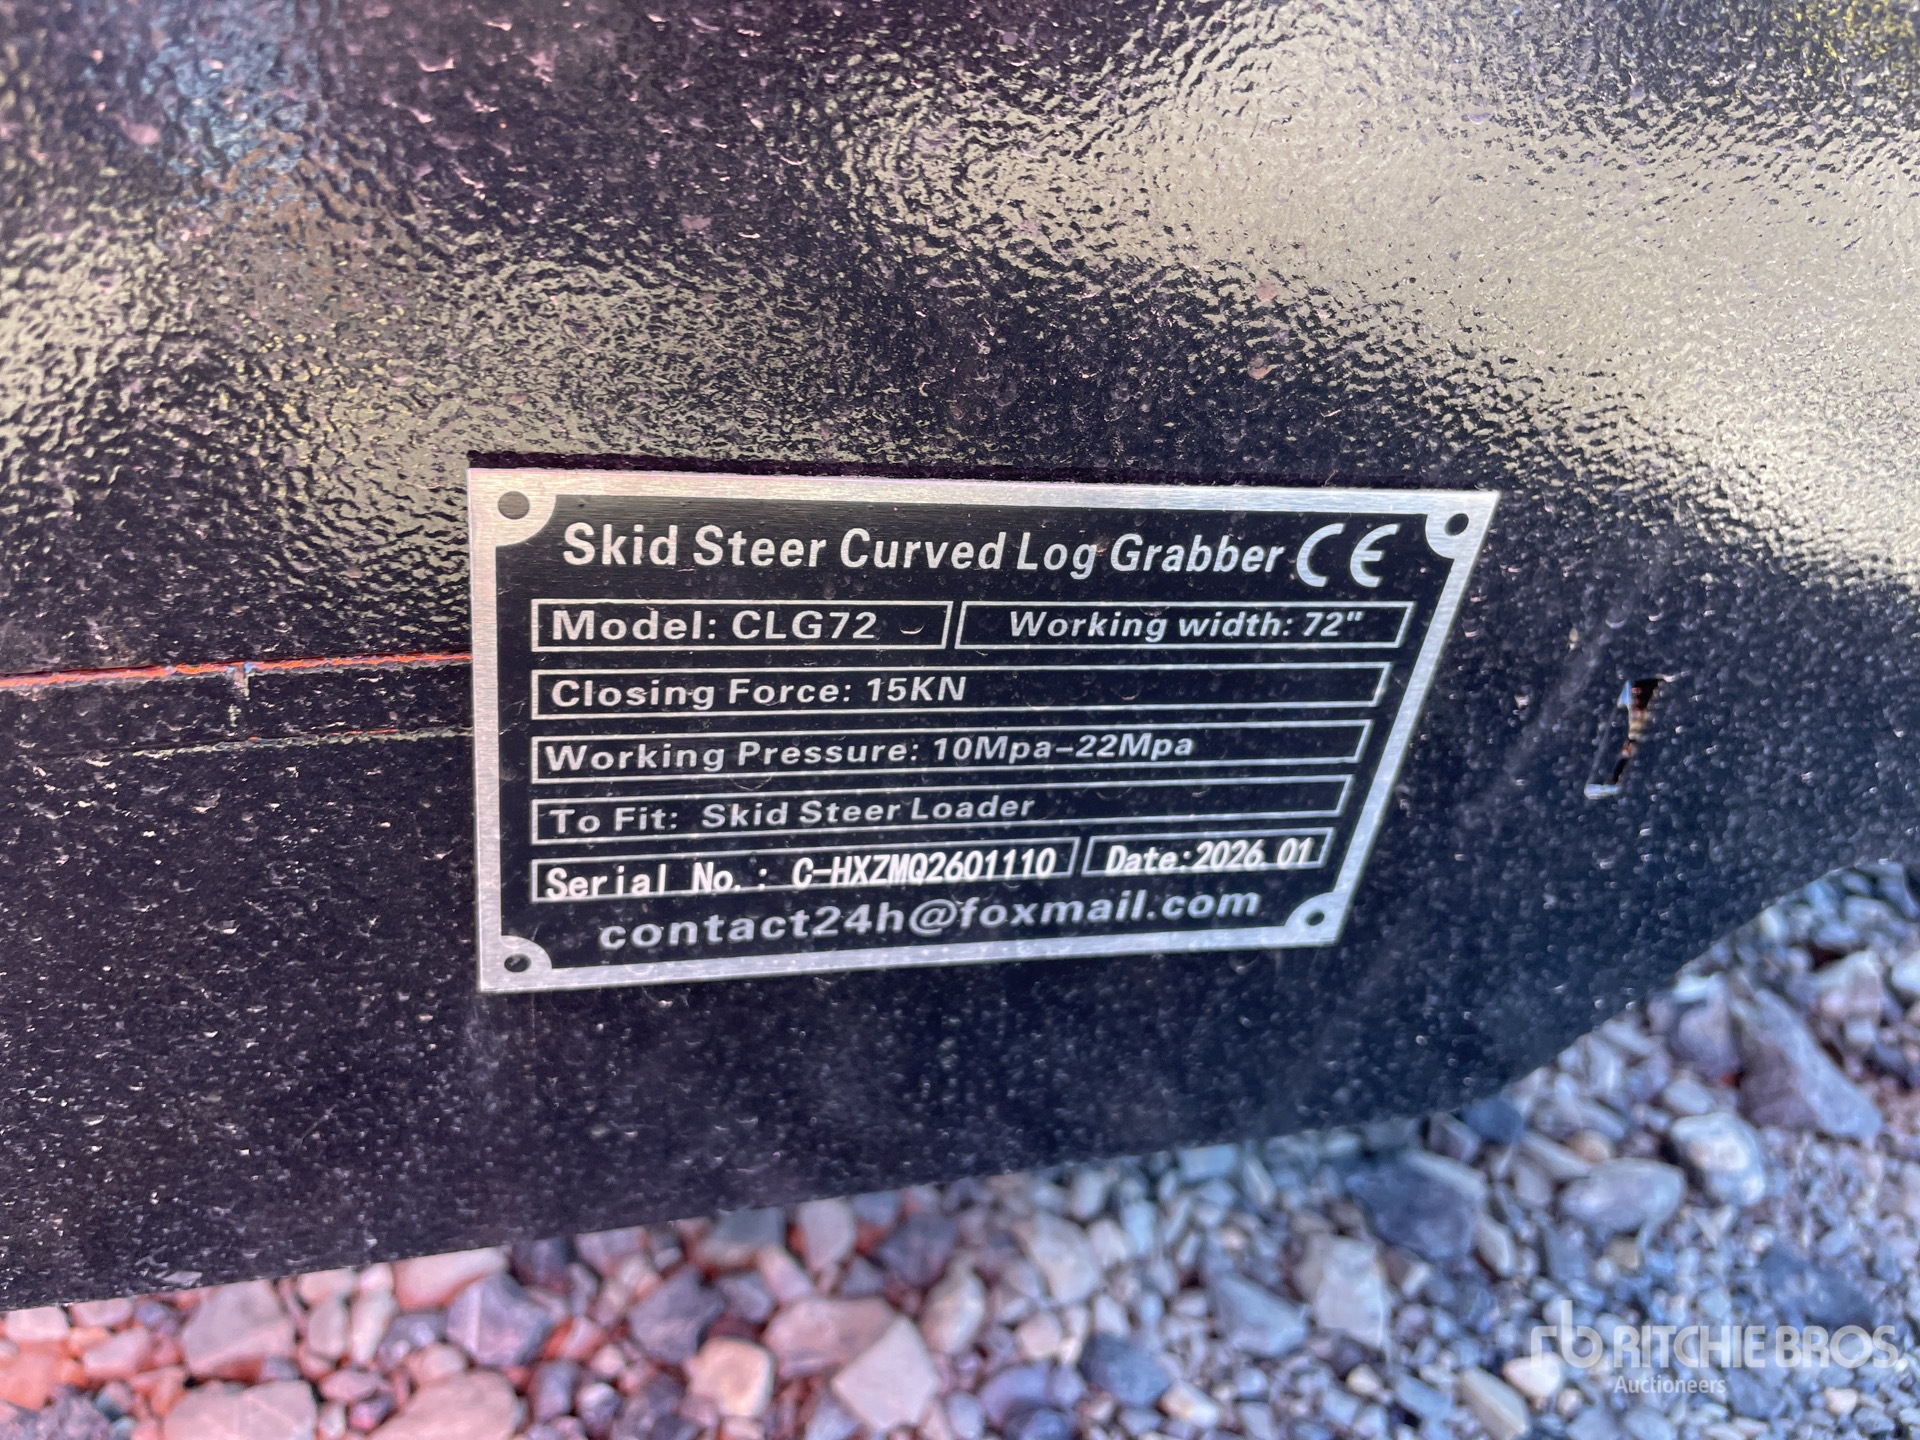 Skid Steer Curved Log Grabber CE
Model: CLG72
Working width: 72"
Closing Force: 15KN
Working Pressure: 10Mpa-22Mpa
To Fit: Skid Steer Loader
Serial No.: C-HXZMQ2601110
Date:2026.01
contact24h@foxmail.com
rb RITCHIE BROS.
Auctioneers